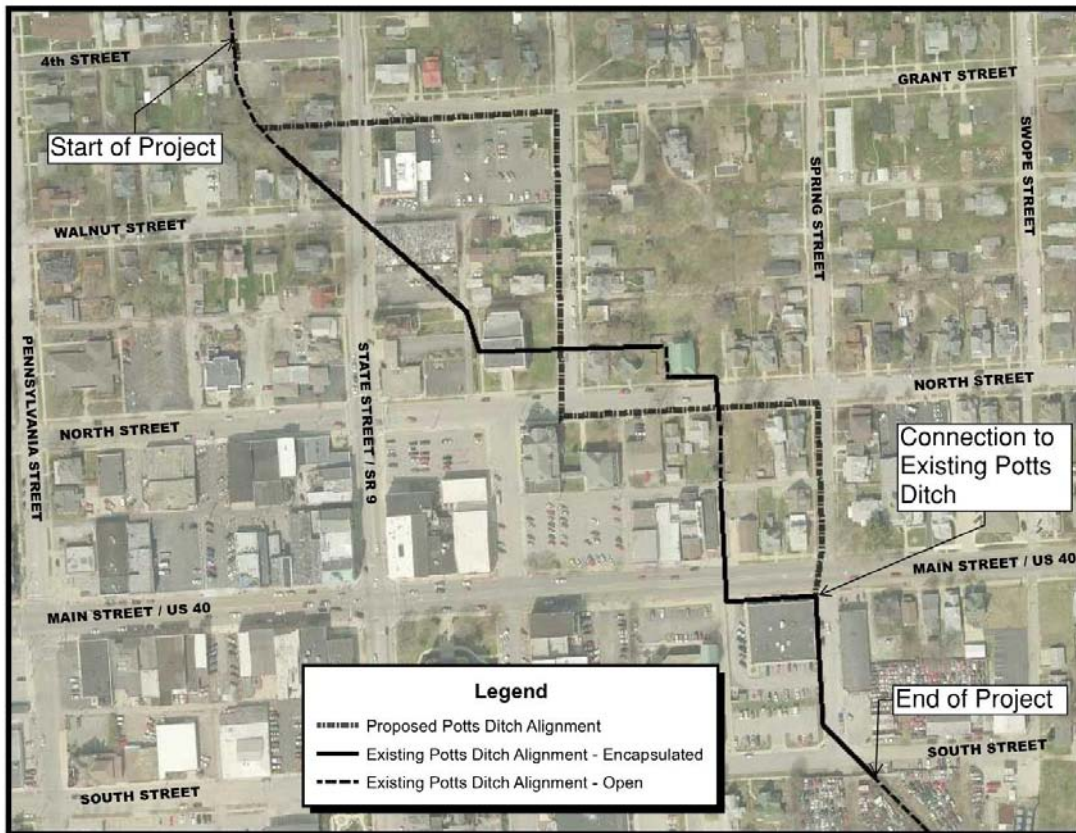 4th STREET
GRANT STREET
Start of Project
SPRING STREET
SWOPE STREET
WALNUT STREET
PENNSYLVANIA STREET
STATE STREET / SR 9
NORTH STREET
NORTH STREET
Connection to
Existing Potts
Ditch
MAIN STREET / US 40
MAIN STREET / US 40
Legend
Proposed Potts Ditch Alignment
Existing Potts Ditch Alignment - Encapsulated
Existing Potts Ditch Alignment - Open
End of Project
SOUTH STREET
SOUTH STREET